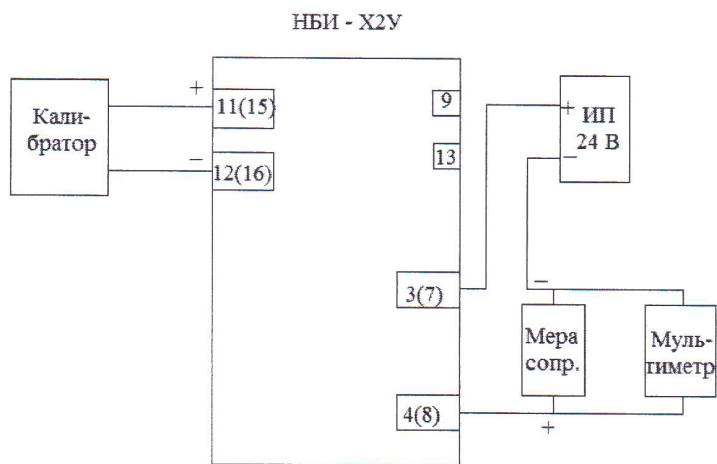 НБИ - Х2У
Кали-
братор
+
11(15)
–
12(16)
9
13
+
ИП
24 В
–
3(7)
–
Мера
сопр.
Муль-
тиметр
4(8)
+